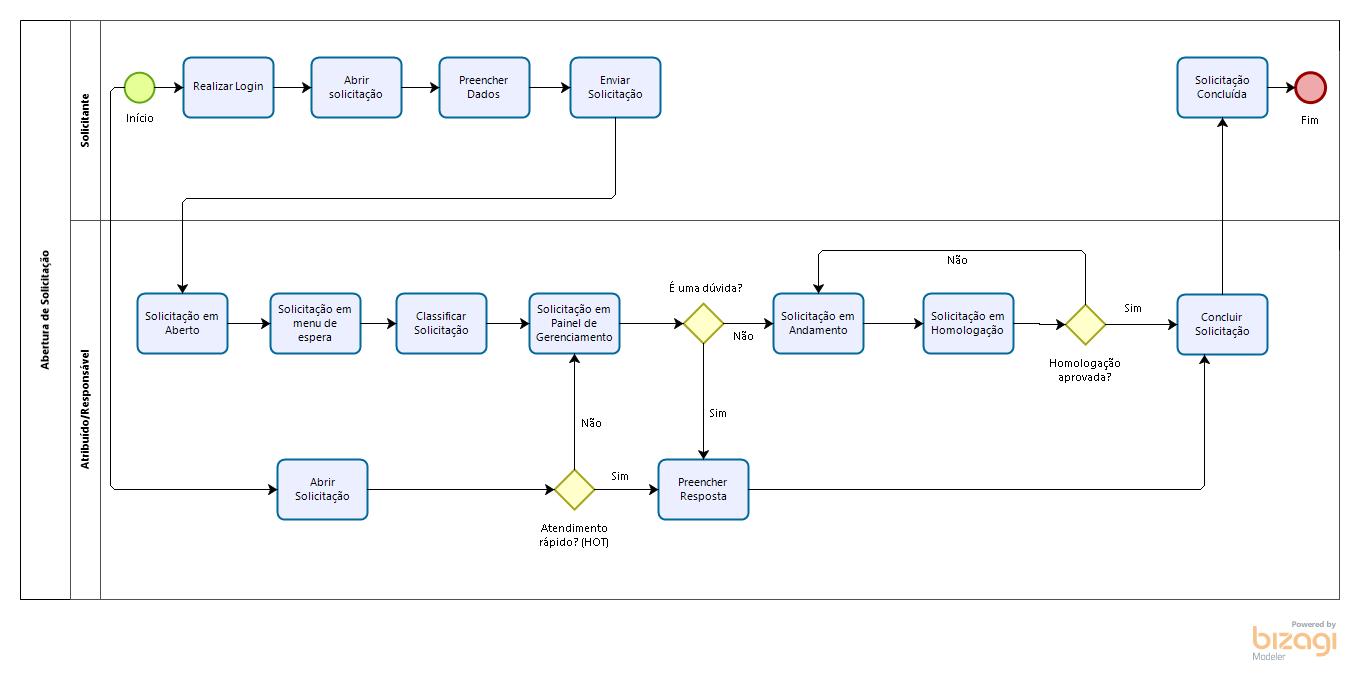 Abertura de Solicitação
Solicitante
Início
Realizar Login
Abrir
solicitação
Preencher
Dados
Enviar
Solicitação
Solicitação
Concluída
Fim
Atribuído/Responsável
Solicitação em
Aberto
Solicitação em
menu de
espera
Classificar
Solicitação
Solicitação em
Painel de
Gerenciamento
É uma dúvida?
Não
Sim
Solicitação em
Andamento
Solicitação em
Homologação
Não
Homologação
aprovada?
Sim
Concluir
Solicitação
Abrir
Solicitação
Atendimento
rápido? (HOT)
Não
Sim
Preencher
Resposta
Powered by
bizagi
Modeler